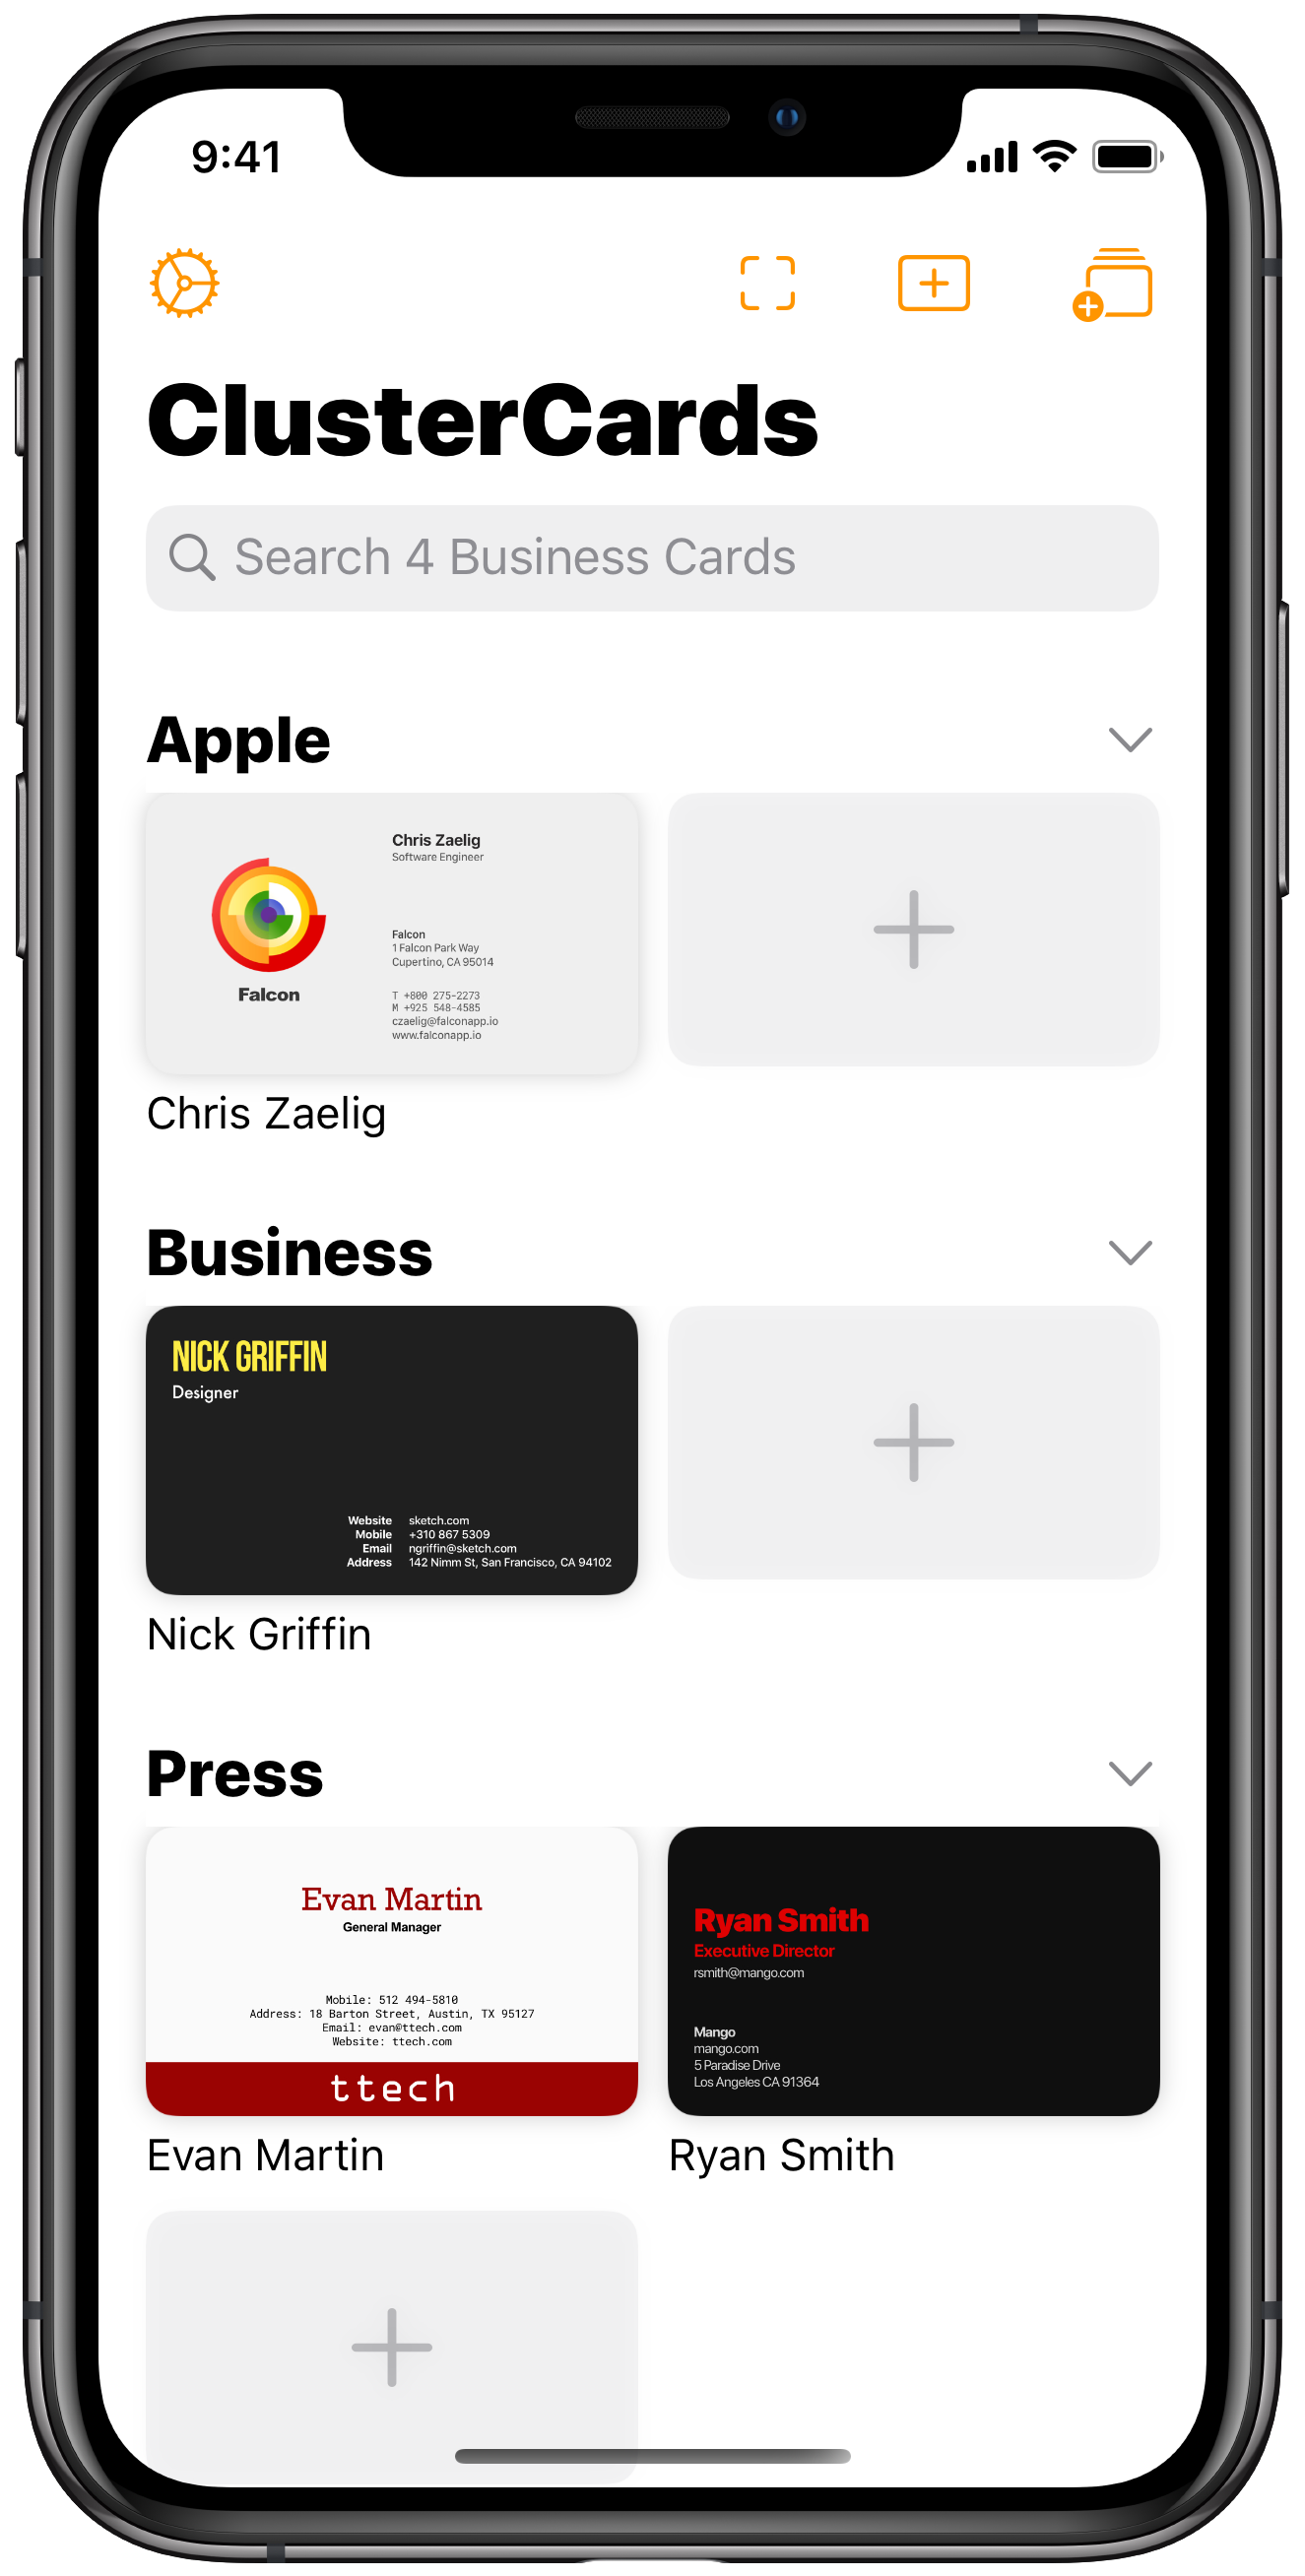 9:41
ClusterCards
Search 4 Business Cards
Apple
Chris Zaelig
Software Engineer
Falcon
1 Falcon Park Way
Cupertino, CA 95014
T +800 275-2273
M +925 548-4585
czaelig@falconapp.io
www.falconapp.io
Falcon
Chris Zaelig
Business
NICK GRIFFIN
Designer
Website sketch.com
Mobile +310 867 5309
Email ngriffin@sketch.com
Address 142 Nimm St, San Francisco, CA 94102
Nick Griffin
Press
Evan Martin
General Manager
Mobile: 512 494-5810
Address: 18 Barton Street, Austin, TX 95127
Email: evan@ttech.com
Website: ttech.com
ttech
Evan Martin
Ryan Smith
Executive Director
rsmith@mango.com
Mango
mango.com
5 Paradise Drive
Los Angeles CA 91364
Ryan Smith